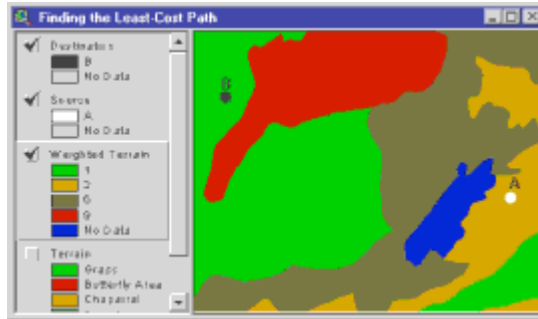 Finding the Least-Cost Path
Destination
B
No Data
Source
A
No Data
Weighted Terrain
1
6
9
No Data
Terrain
Grass
Butterfly Area
Chaparral
B
A